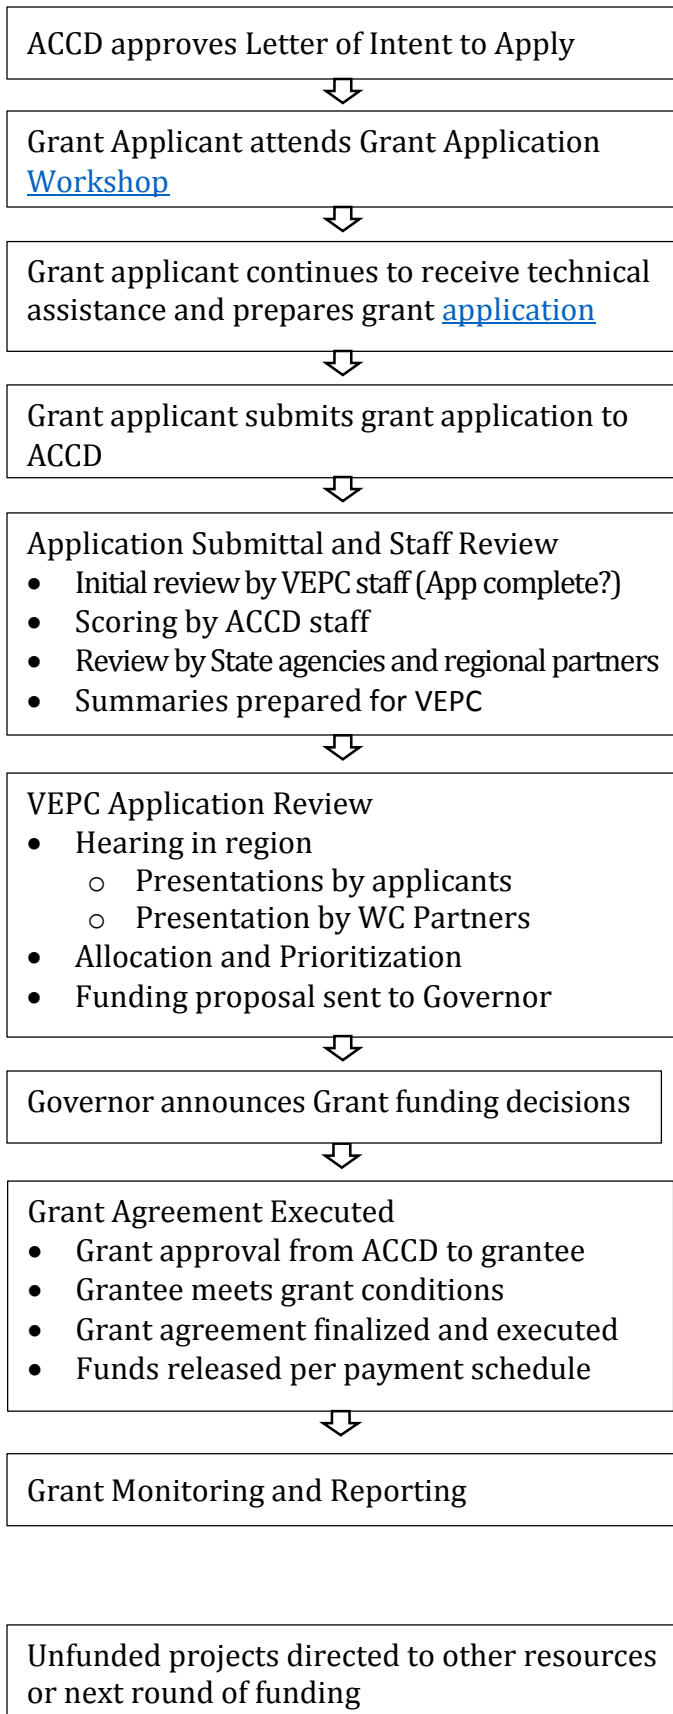 ACCD approves Letter of Intent to Apply
Grant Applicant attends Grant Application
Workshop
Grant applicant continues to receive technical
assistance and prepares grant application
Grant applicant submits grant application to
ACCD
Application Submittal and Staff Review
• Initial review by VEPC staff (App complete?)
• Scoring by ACCD staff
• Review by State agencies and regional partners
• Summaries prepared for VEPC
VEPC Application Review
• Hearing in region
o Presentations by applicants
o Presentation by WC Partners
• Allocation and Prioritization
• Funding proposal sent to Governor
Governor announces Grant funding decisions
Grant Agreement Executed
• Grant approval from ACCD to grantee
• Grantee meets grant conditions
• Grant agreement finalized and executed
• Funds released per payment schedule
Grant Monitoring and Reporting
Unfunded projects directed to other resources
or next round of funding